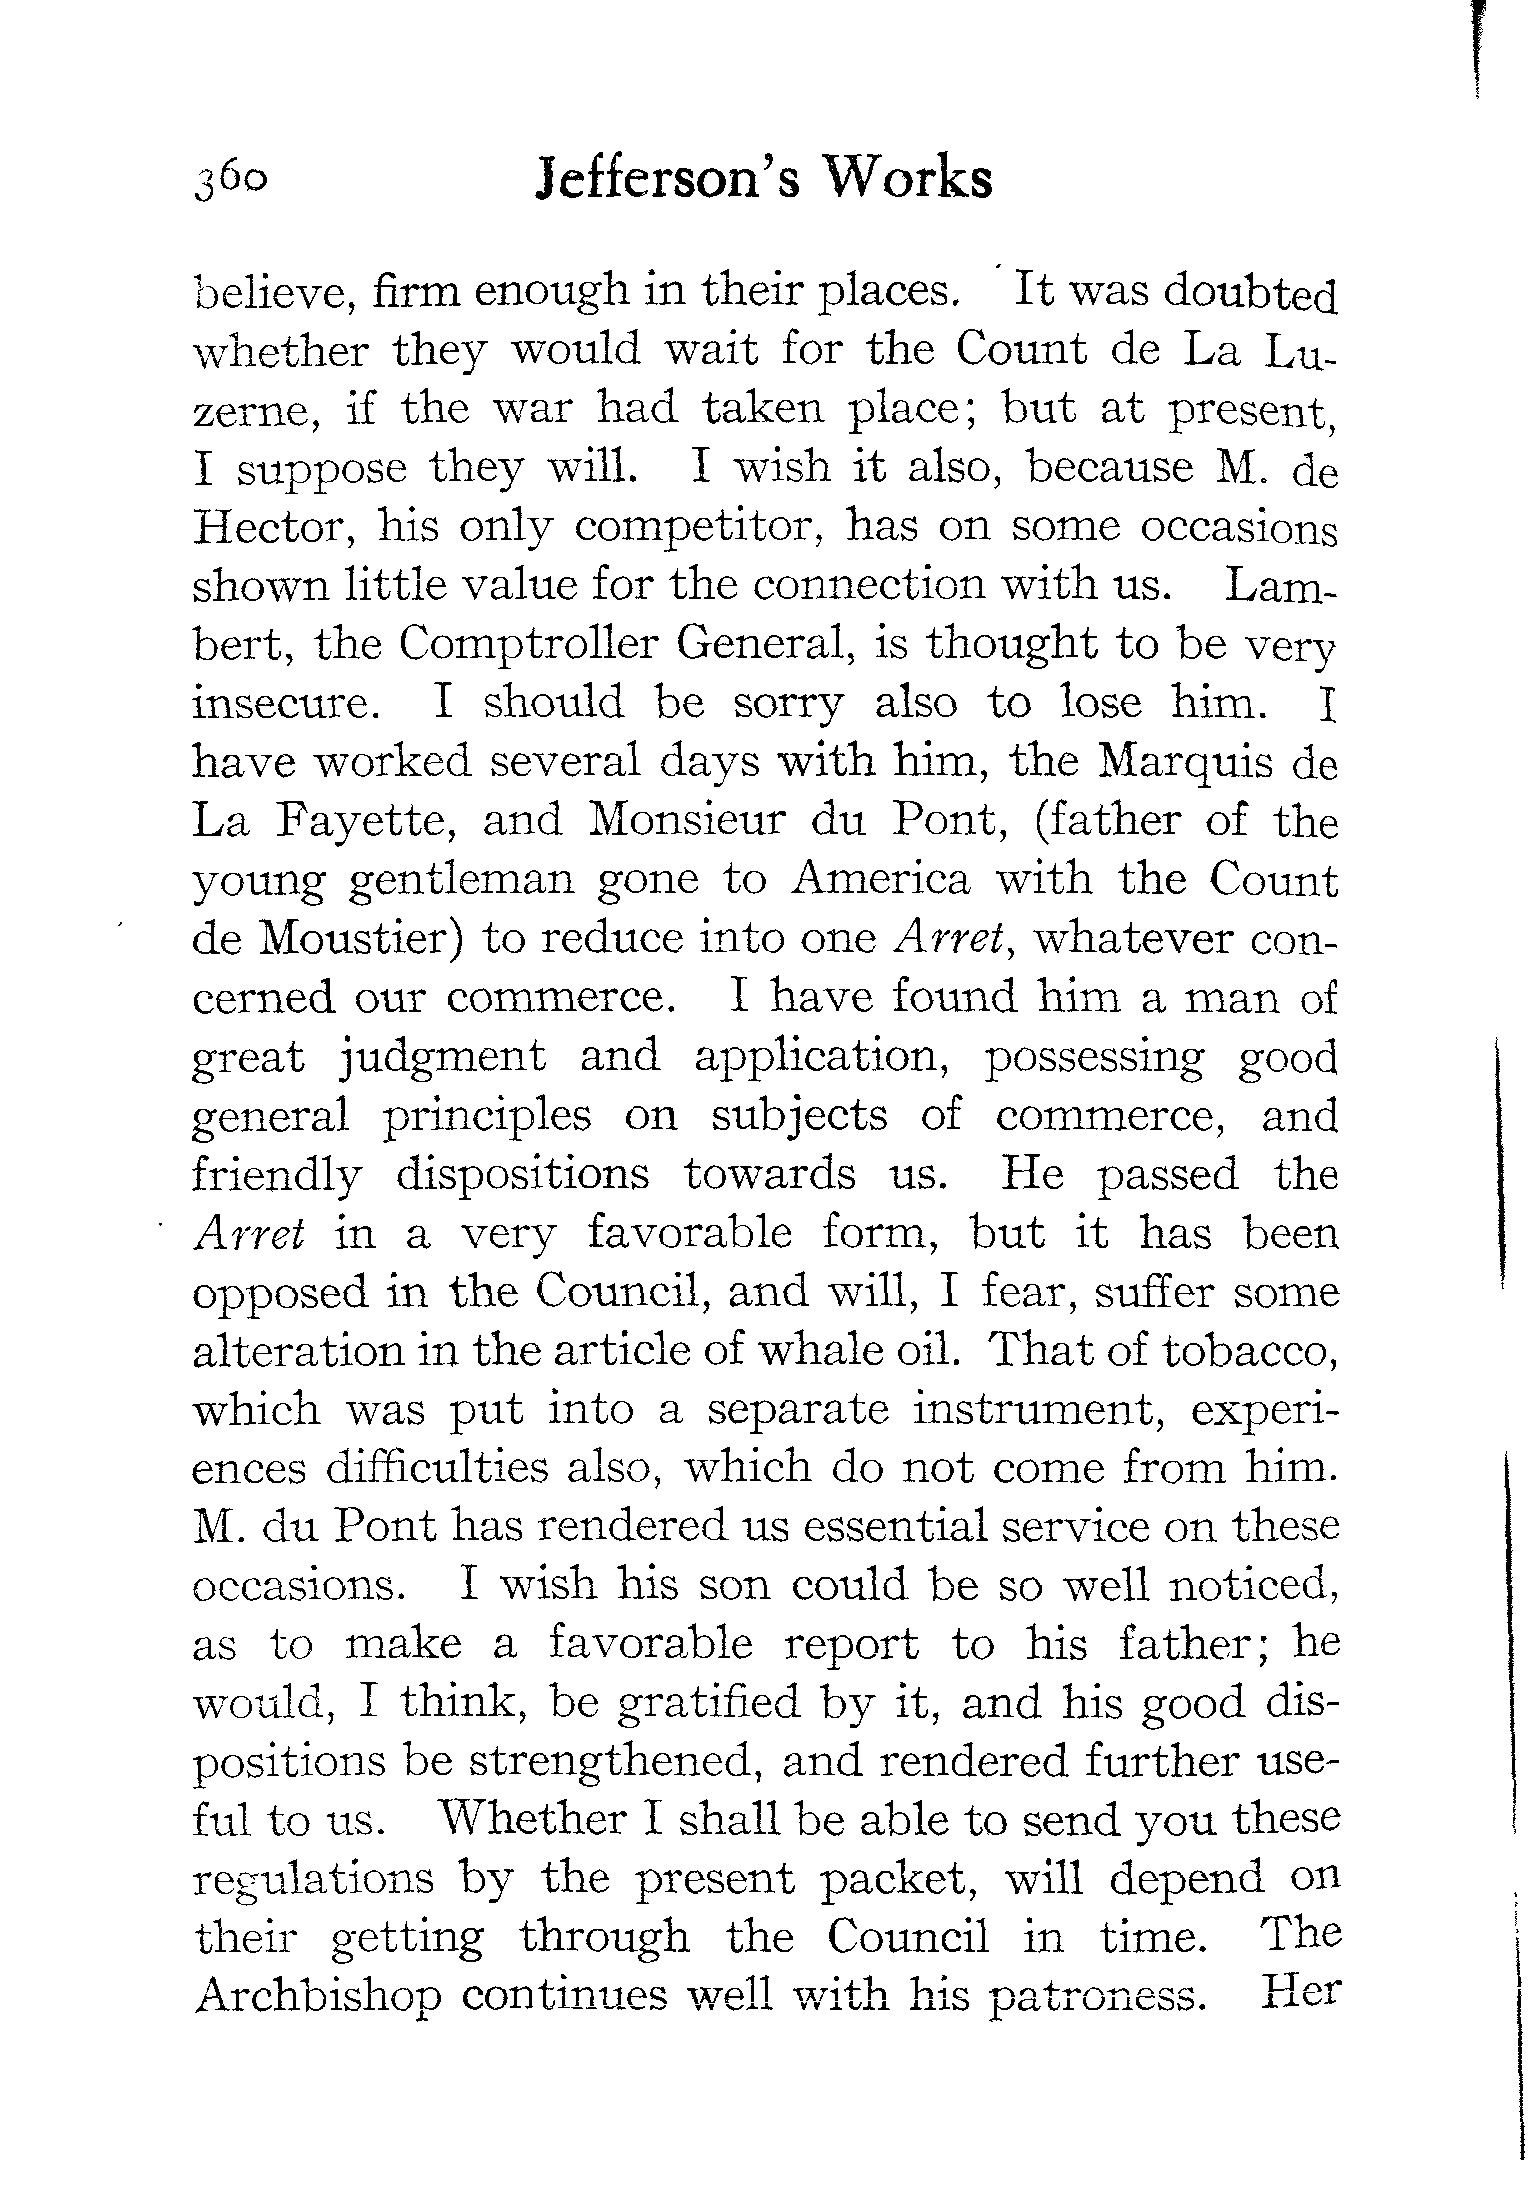 360 Jefferson's Works
believe, firm enough in their places. It was doubted
whether they would wait for the Count de La Lu-
zerne, if the war had taken place; but at present,
I suppose they will. I wish it also, because M. de
Hector, his only competitor, has on some occasions
shown little value for the connection with us. Lam-
bert, the Comptroller General, is thought to be very
insecure. I should be sorry also to lose him. I
have worked several days with him, the Marquis de
La Fayette, and Monsieur du Pont, (father of the
young gentleman gone to America with the Count
de Moustier) to reduce into one Arret, whatever con-
cerned our commerce. I have found him a man of
great judgment and application, possessing good
general principles on subjects of commerce, and
friendly dispositions towards us. He passed the
Arret in a very favorable form, but it has been
opposed in the Council, and will, I fear, suffer some
alteration in the article of whale oil. That of tobacco,
which was put into a separate instrument, experi-
ences difficulties also, which do not come from him.
M. du Pont has rendered us essential service on these
occasions. I wish his son could be so well noticed,
as to make a favorable report to his father; he
would, I think, be gratified by it, and his good dis-
positions be strengthened, and rendered further use-
ful to us. Whether I shall be able to send you these
regulations by the present packet, will depend on
their getting through the Council in time. The
Archbishop continues well with his patroness. Her